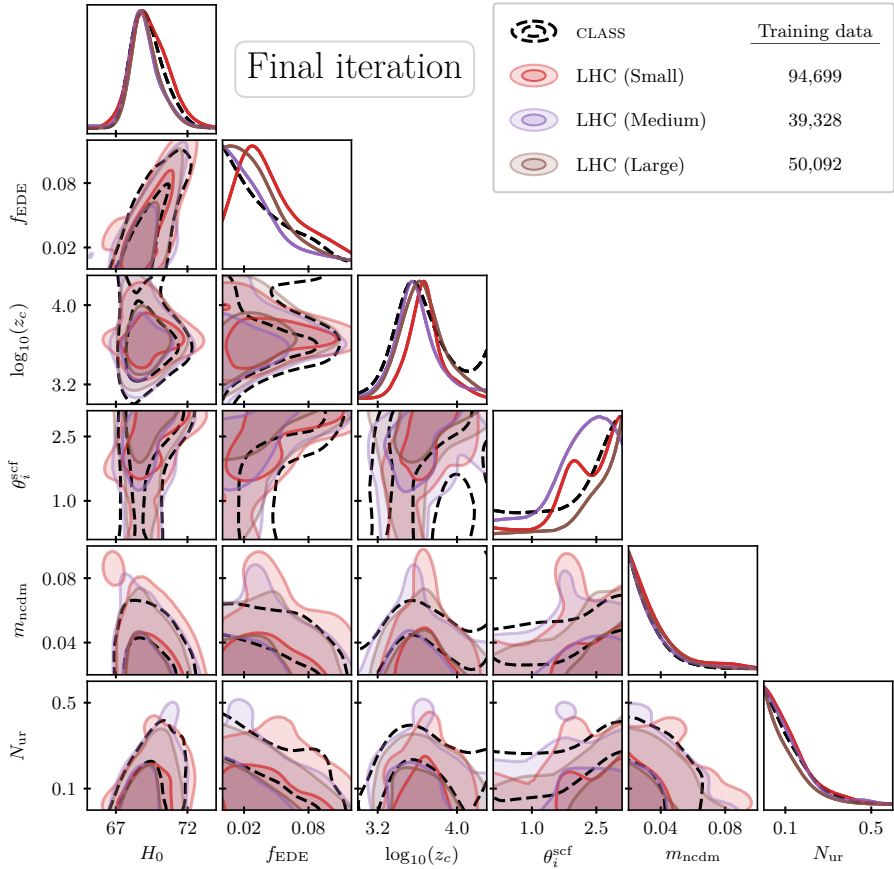 Final iteration
CLASS Training data
LHC (Small) 94,699
LHC (Medium) 39,328
LHC (Large) 50,092
0.08
0.02
f_EDE
4.0
3.2
log₁₀(z_c)
2.5
1.0
θᵢ^scf
0.08
0.04
m_ncdm
0.5
0.1
N_ur
67 72 0.02 0.08 3.2 4.0 1.0 2.5 0.04 0.08 0.1 0.5
H₀ f_EDE log₁₀(z_c) θᵢ^scf m_ncdm N_ur